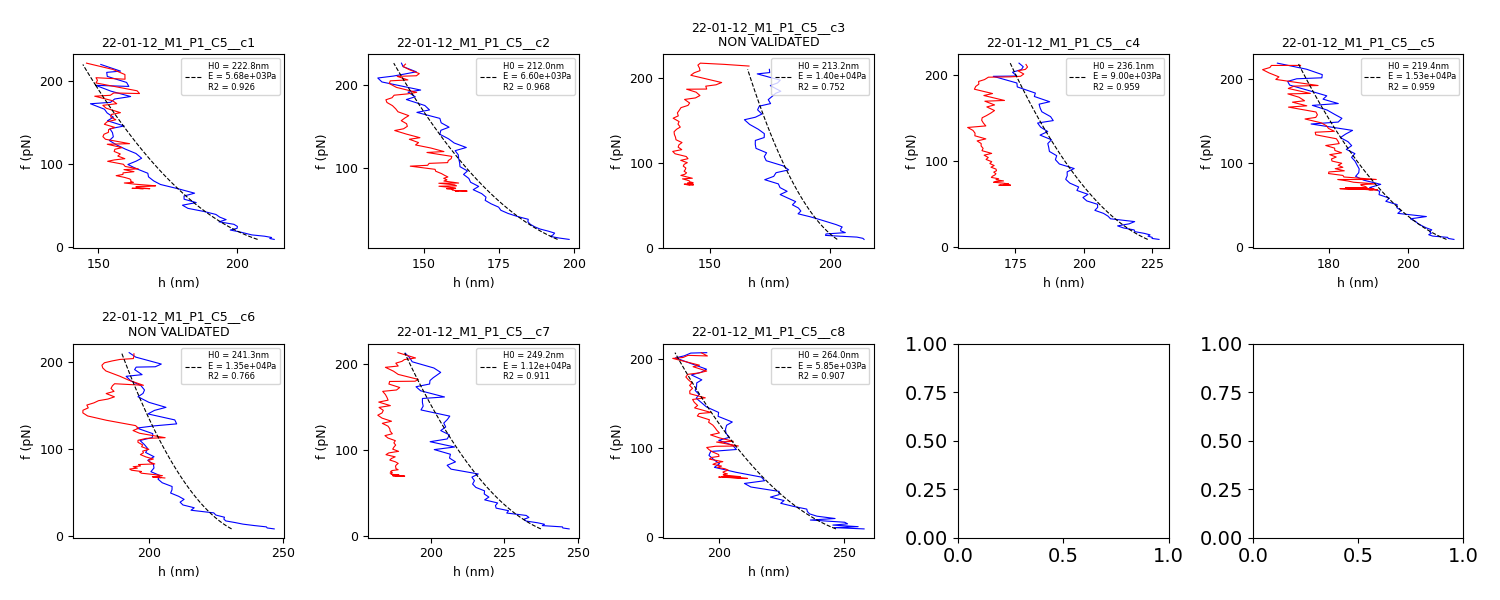 22-01-12_M1_P1_C5__c1
H0 = 222.8nm
E = 5.68e+03Pa
R2 = 0.926
f (pN)
200
100
0
150
200
h (nm)
22-01-12_M1_P1_C5__c2
H0 = 212.0nm
E = 6.60e+03Pa
R2 = 0.968
f (pN)
200
100
150
175
200
h (nm)
22-01-12_M1_P1_C5__c3
NON VALIDATED
H0 = 213.2nm
E = 1.40e+04Pa
R2 = 0.752
f (pN)
200
100
0
150
200
h (nm)
22-01-12_M1_P1_C5__c4
H0 = 236.1nm
E = 9.00e+03Pa
R2 = 0.959
f (pN)
200
100
0
175
200
225
h (nm)
22-01-12_M1_P1_C5__c5
H0 = 219.4nm
E = 1.53e+04Pa
R2 = 0.959
f (pN)
200
100
0
180
200
h (nm)
22-01-12_M1_P1_C5__c6
NON VALIDATED
H0 = 241.3nm
E = 1.35e+04Pa
R2 = 0.766
f (pN)
200
100
0
200
250
h (nm)
22-01-12_M1_P1_C5__c7
H0 = 249.2nm
E = 1.12e+04Pa
R2 = 0.911
f (pN)
200
100
0
200
225
250
h (nm)
22-01-12_M1_P1_C5__c8
H0 = 264.0nm
E = 5.85e+03Pa
R2 = 0.907
f (pN)
200
100
0
200
250
h (nm)
1.00
0.75
0.50
0.25
0.00
0.0
0.5
1.0
1.00
0.75
0.50
0.25
0.00
0.0
0.5
1.0